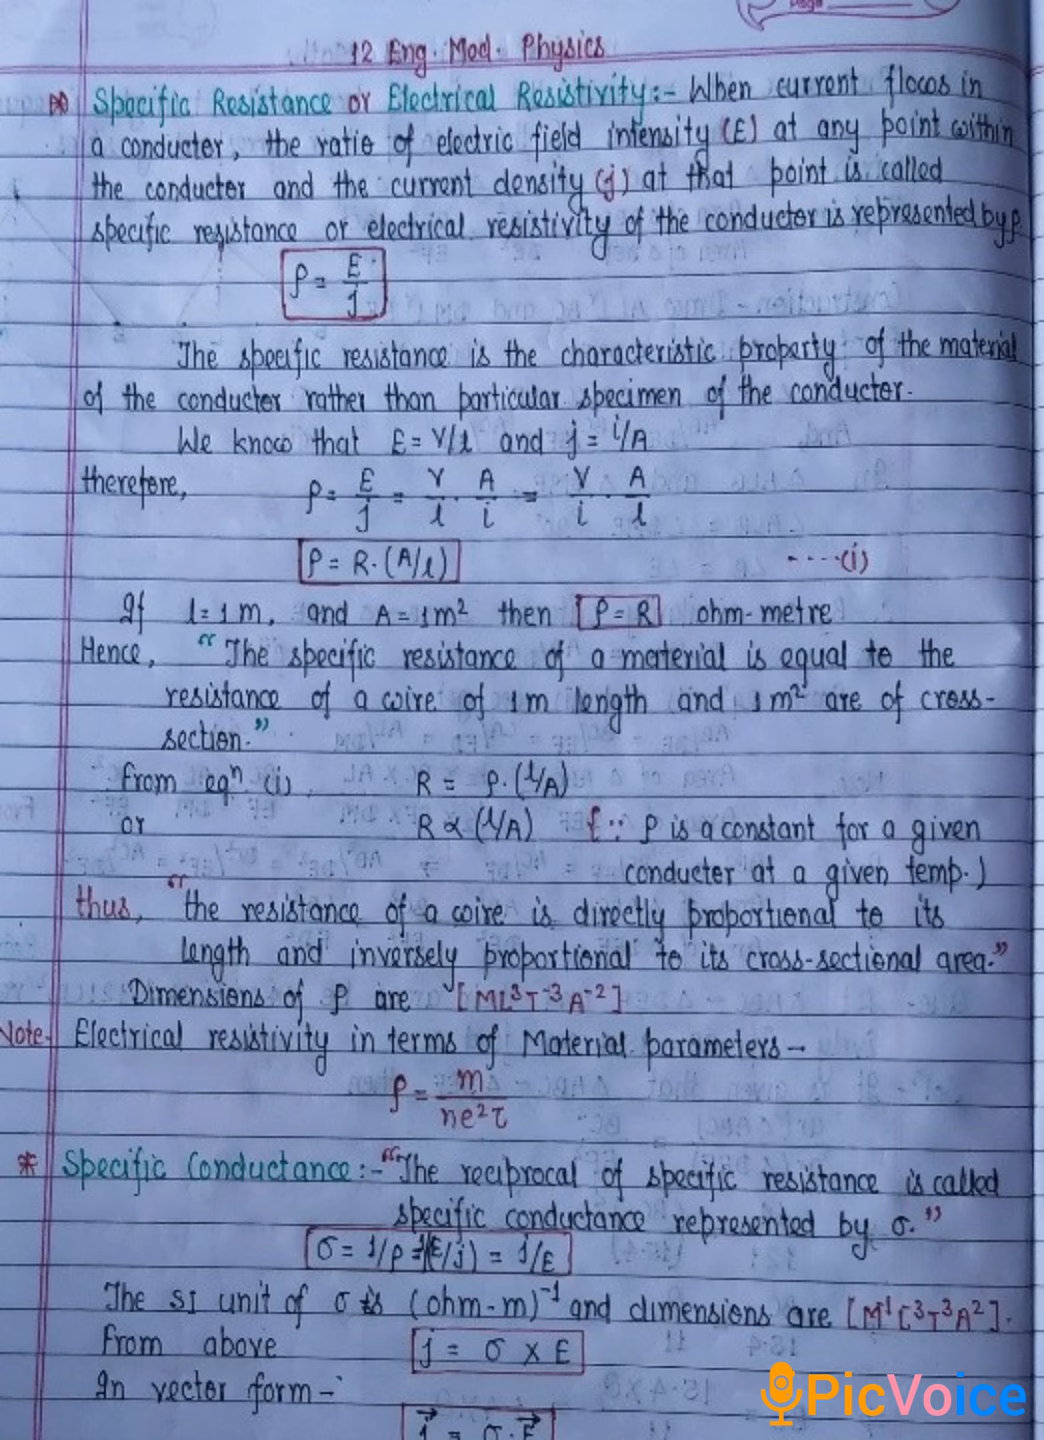 12 Eng. Med. Physics
Specific Resistance or Electrical Resistivity:- When current flows in
a conductor, the ratio of electric field intensity (E) at any point within
the conductor and the current density (j) at that point is called
specific resistance or electrical resistivity of the conductor is represented by ρ
ρ = E/j
The specific resistance is the characteristic property of the material
of the conductor rather than particular specimen of the conductor.
We know that E = V/l and j = i/A
therefore, ρ = E/j = V/l · A/i = V/i · A/l
ρ = R.(A/l) ----(i)
If l = 1m, and A = 1m² then ρ = R ohm-metre
Hence, "The specific resistance of a material is equal to the
resistance of a wire of 1m length and 1m² are of cross-
section."
from eqⁿ (i) R = ρ.(l/A)
or R ∝ (l/A) {∵ ρ is a constant for a given
conductor at a given temp.)
thus, "the resistance of a wire is directly proportional to its
length and inversely proportional to its cross-sectional area."
Dimensions of ρ are [ML³T⁻³A⁻²]
Note- Electrical resistivity in terms of Material parameters -
ρ = m/ne²τ
* Specific Conductance:- "The reciprocal of specific resistance is called
specific conductance represented by σ."
σ = 1/ρ = 1/(E/j) = j/E
The SI unit of σ is (ohm-m)⁻¹ and dimensions are [M⁻¹L⁻³T³A²].
from above j = σ × E
In vector form -
j⃗ = σ.E⃗
PicVoice